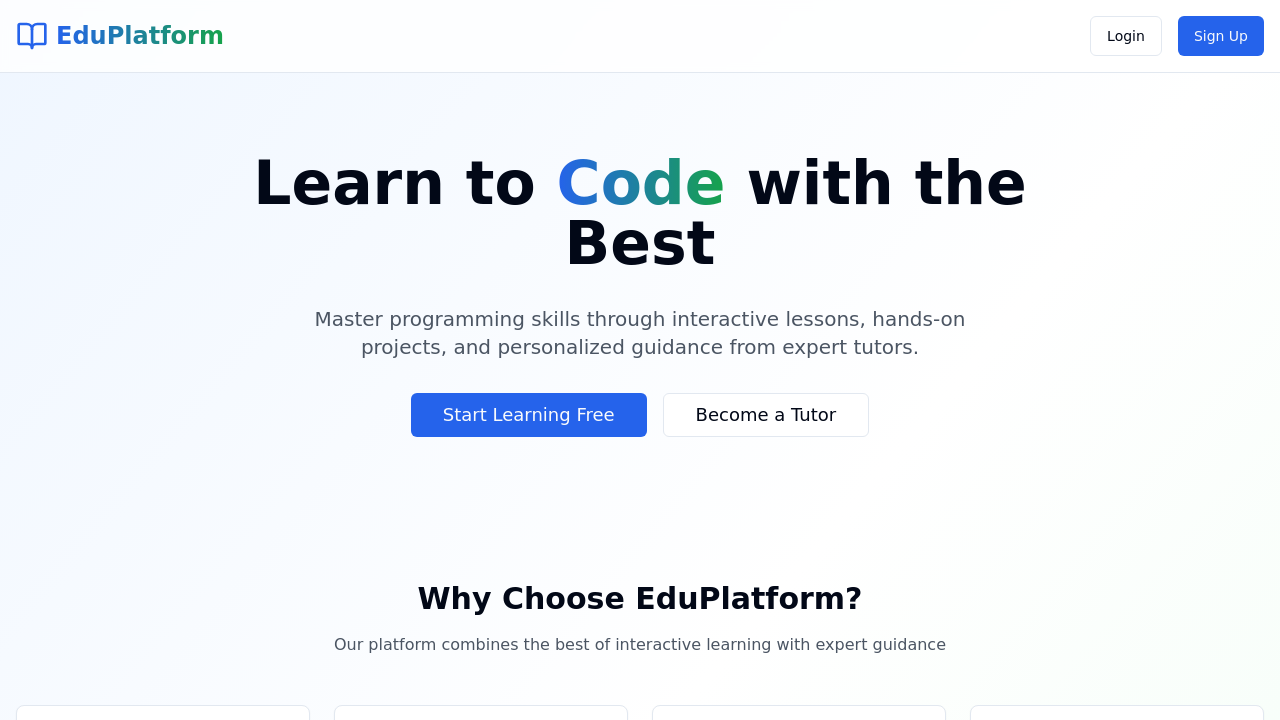 EduPlatform
Login
Sign Up
Learn to Code with the
Best
Master programming skills through interactive lessons, hands-on
projects, and personalized guidance from expert tutors.
Start Learning Free
Become a Tutor
Why Choose EduPlatform?
Our platform combines the best of interactive learning with expert guidance